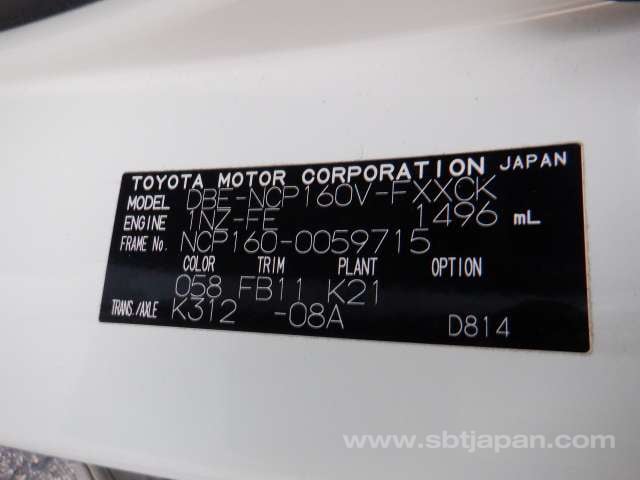 TOYOTA MOTOR CORPORATION JAPAN
MODEL DBE-NCP160V-FXXCK
ENGINE 1NZ-FE 1496 mL
FRAME No. NCP160-0059715
COLOR TRIM PLANT OPTION
058 FB11 K21
TRANS./AXLE K312 -08A
D814
www.sbtjapan.com